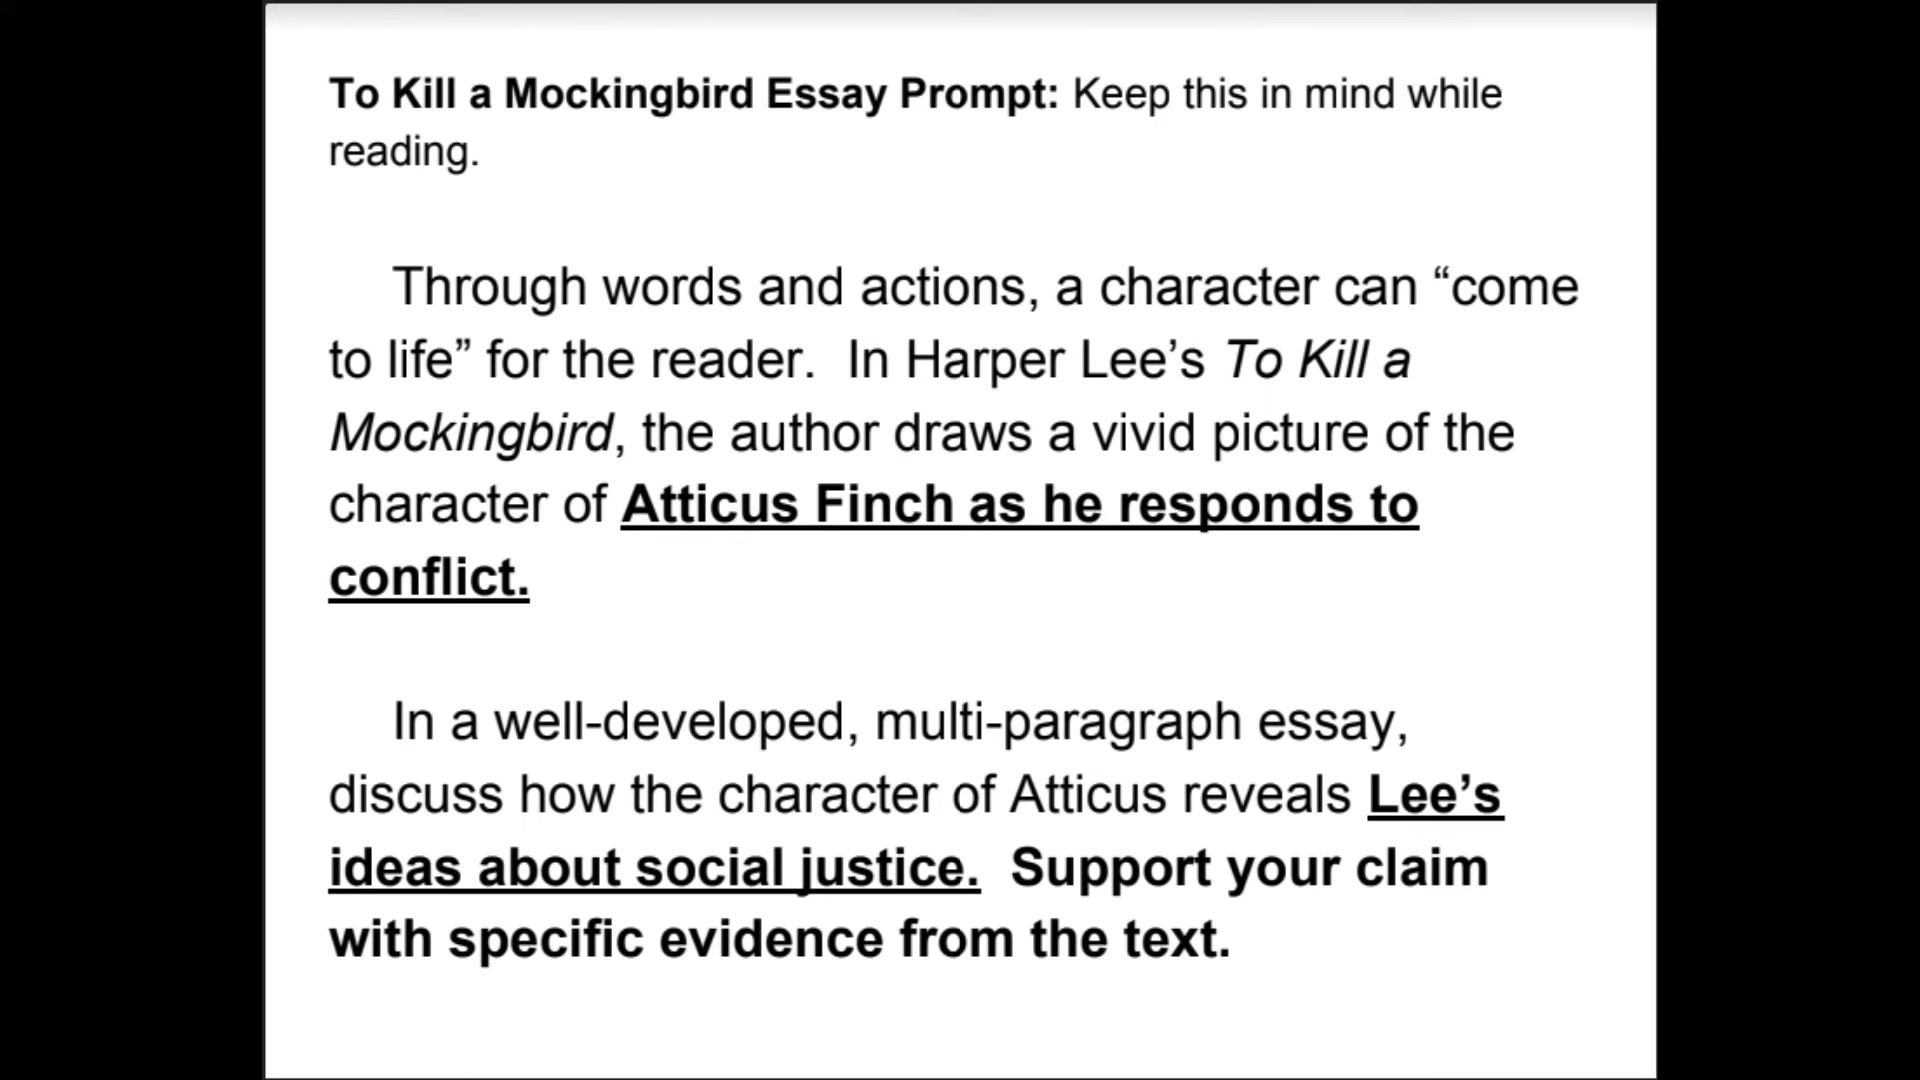 To Kill a Mockingbird Essay Prompt: Keep this in mind while
reading.
Through words and actions, a character can “come
to life” for the reader.  In Harper Lee’s To Kill a
Mockingbird, the author draws a vivid picture of the
character of Atticus Finch as he responds to
conflict.
In a well-developed, multi-paragraph essay,
discuss how the character of Atticus reveals Lee’s
ideas about social justice.  Support your claim
with specific evidence from the text.